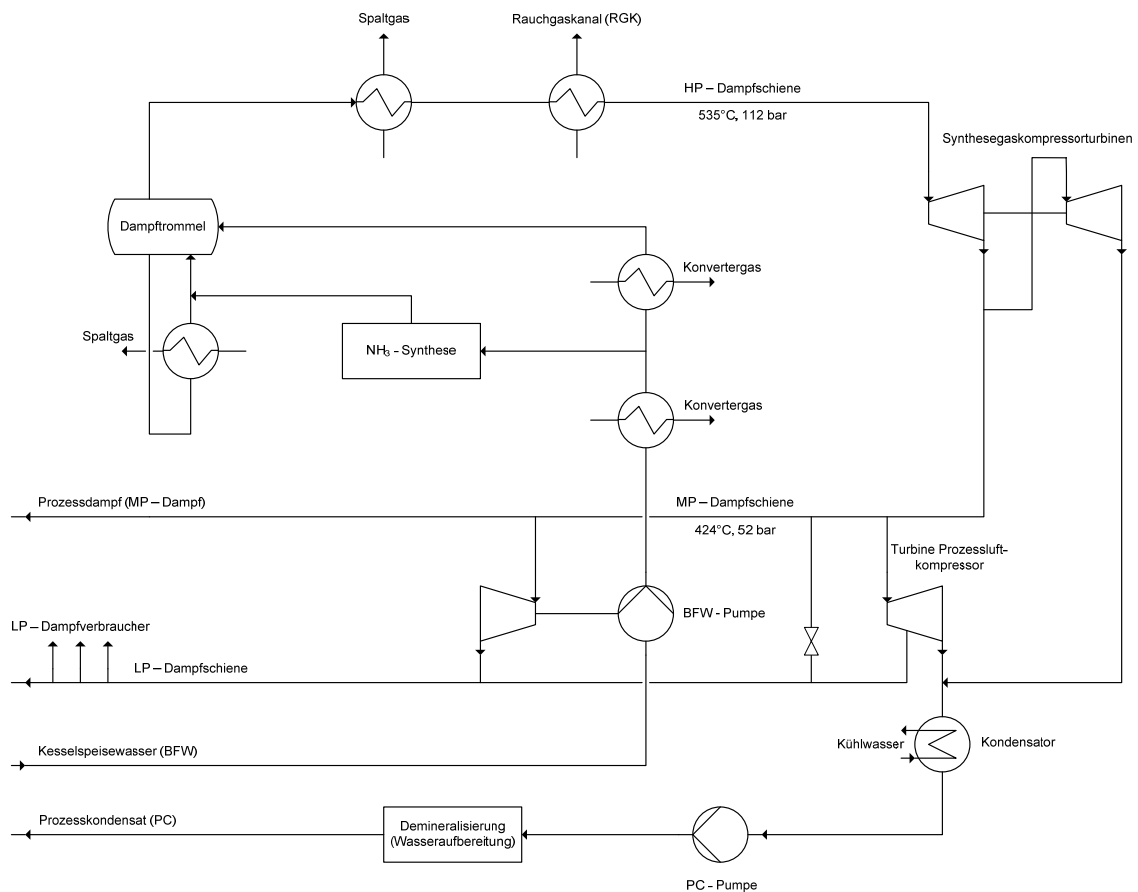 Spaltgas
Rauchgaskanal (RGK)
HP – Dampfschiene
535°C, 112 bar
Synthesegaskompressorturbinen
Dampftrommel
Konvertergas
Spaltgas
NH₃ - Synthese
Konvertergas
Prozessdampf (MP – Dampf)
MP – Dampfschiene
424°C, 52 bar
Turbine Prozessluft-
kompressor
BFW - Pumpe
LP – Dampfverbraucher
LP – Dampfschiene
Kesselspeisewasser (BFW)
Kühlwasser
Kondensator
Prozesskondensat (PC)
Demineralisierung
(Wasseraufbereitung)
PC - Pumpe